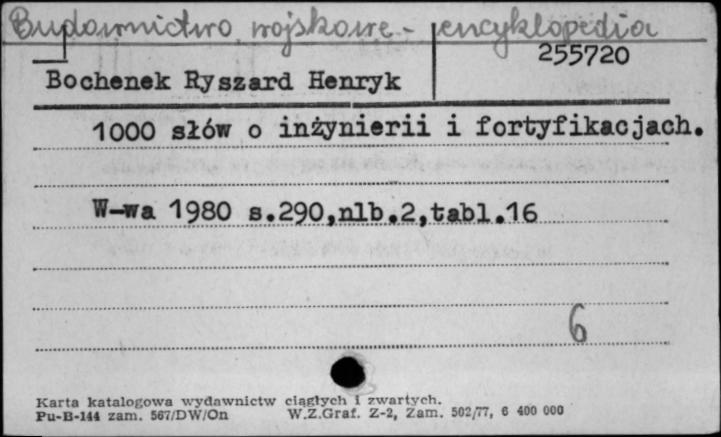 Budownictwo wojskowe - encyklopedia
255720
Bochenek Ryszard Henryk
1000 słów o inżynierii i fortyfikacjach.
W-wa 1980 s.290,nlb.2,tabl.16
6
Karta katalogowa wydawnictw ciągłych i zwartych.
Pu-B-144 zam. 567/DW/On W.Z.Graf. Z-2, Zam. 502/77, 6 400 000